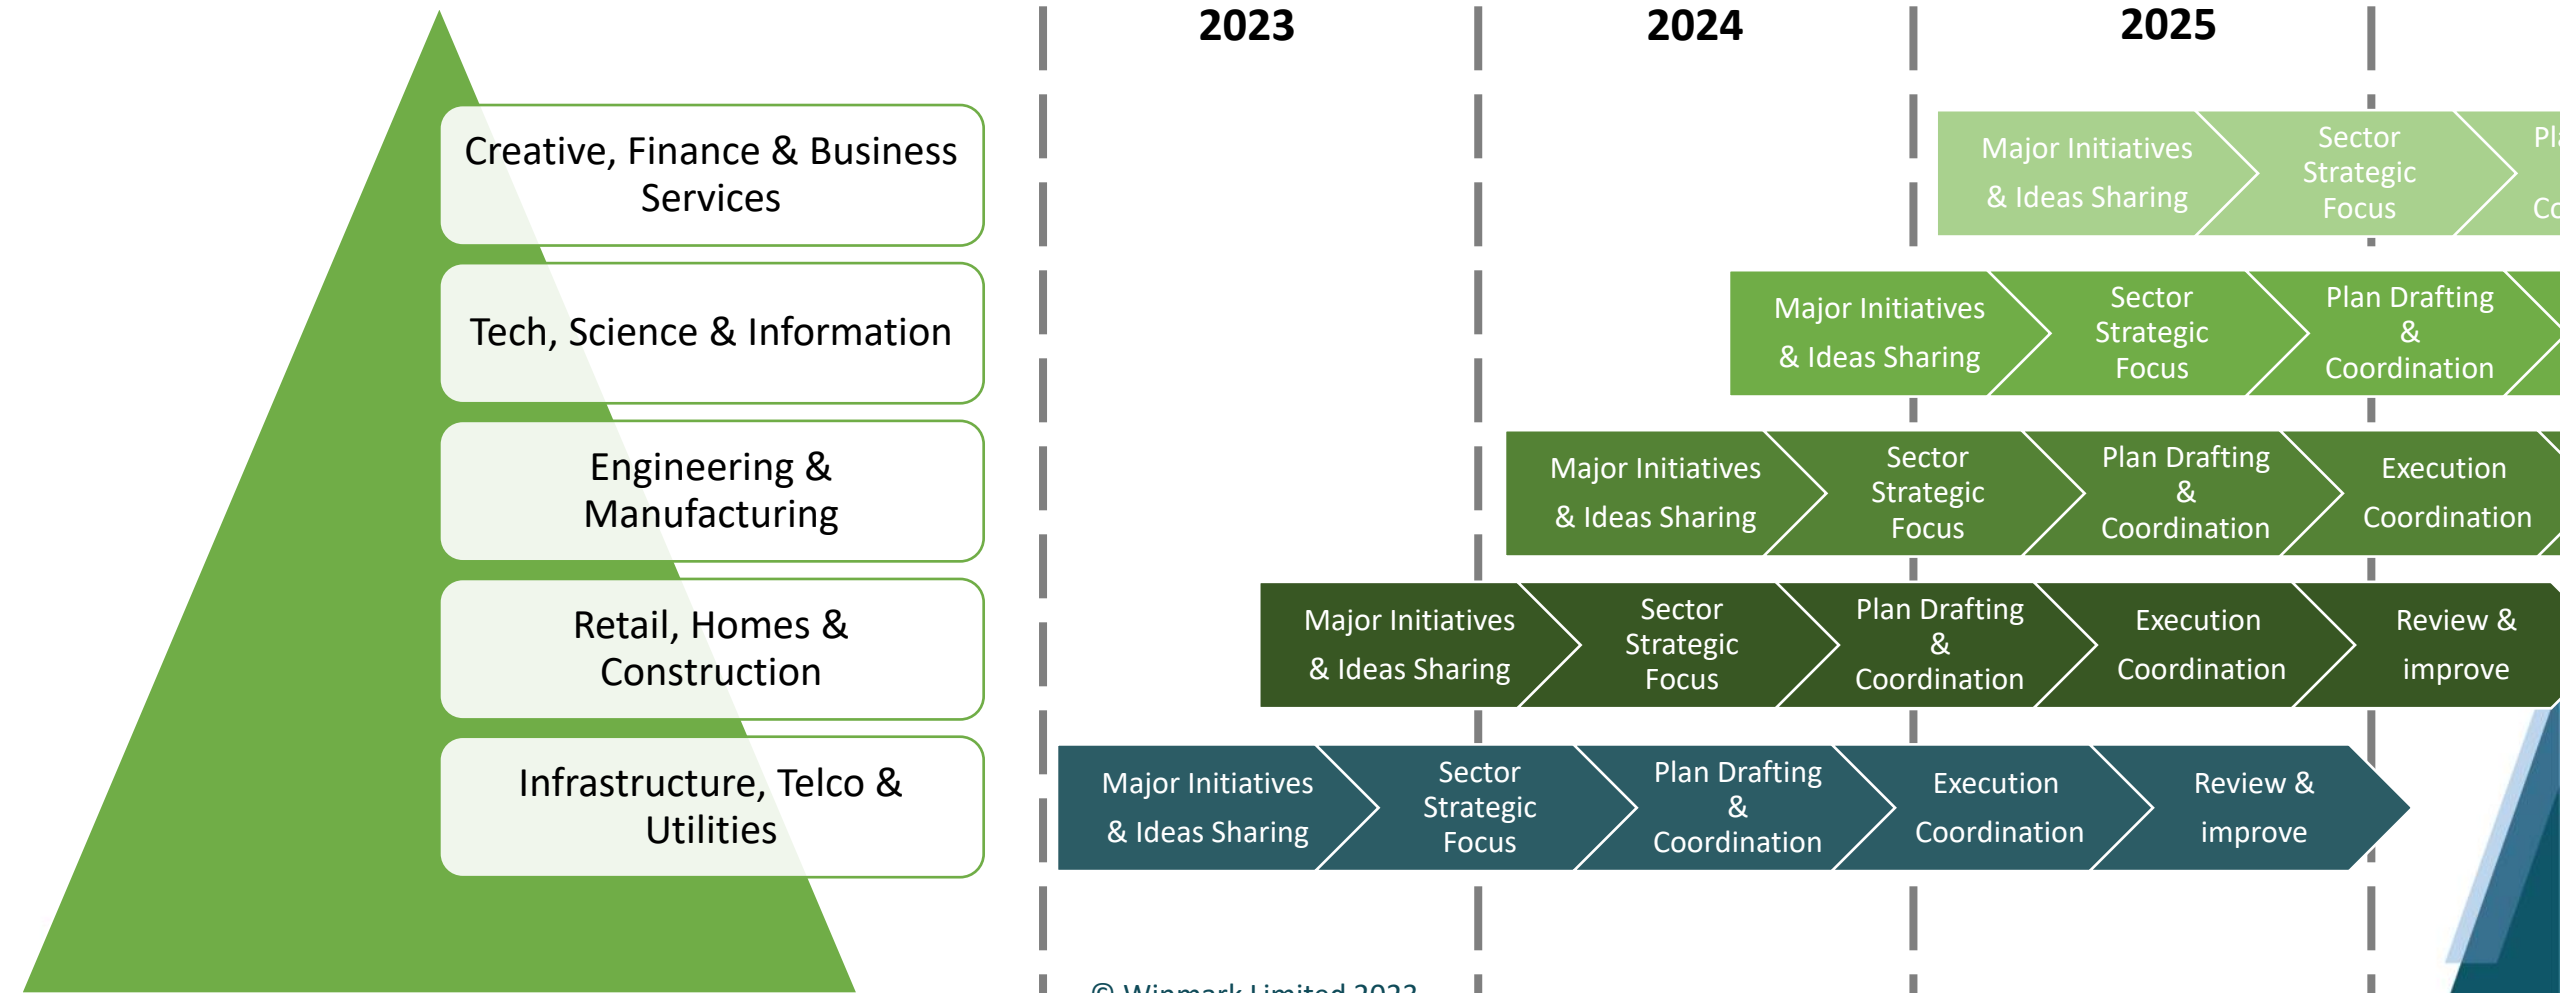 2023
2024
2025
Creative, Finance & Business
Services
Major Initiatives
& Ideas Sharing
Sector
Strategic
Focus
Tech, Science & Information
Major Initiatives
& Ideas Sharing
Sector
Strategic
Focus
Plan Drafting
&
Coordination
Engineering &
Manufacturing
Major Initiatives
& Ideas Sharing
Sector
Strategic
Focus
Plan Drafting
&
Coordination
Execution
Coordination
Retail, Homes &
Construction
Major Initiatives
& Ideas Sharing
Sector
Strategic
Focus
Plan Drafting
&
Coordination
Execution
Coordination
Review &
improve
Infrastructure, Telco &
Utilities
Major Initiatives
& Ideas Sharing
Sector
Strategic
Focus
Plan Drafting
&
Coordination
Execution
Coordination
Review &
improve
© Winmark Limited 2023